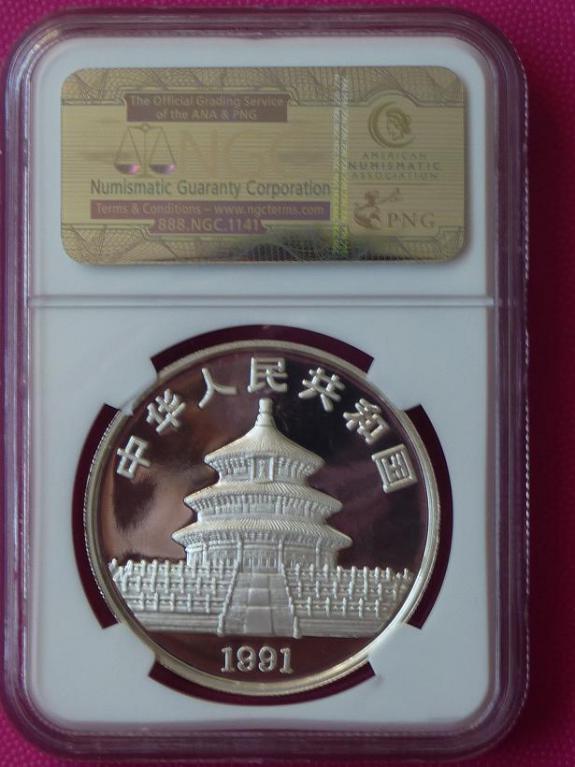 The Official Grading Service
of the ANA & PNG
NGC
Numismatic Guaranty Corporation
Terms & Conditions – www.ngcterms.com
888.NGC.1141
AMERICAN
NUMISMATIC
ASSOCIATION
PNG
中华人民共和国
1991